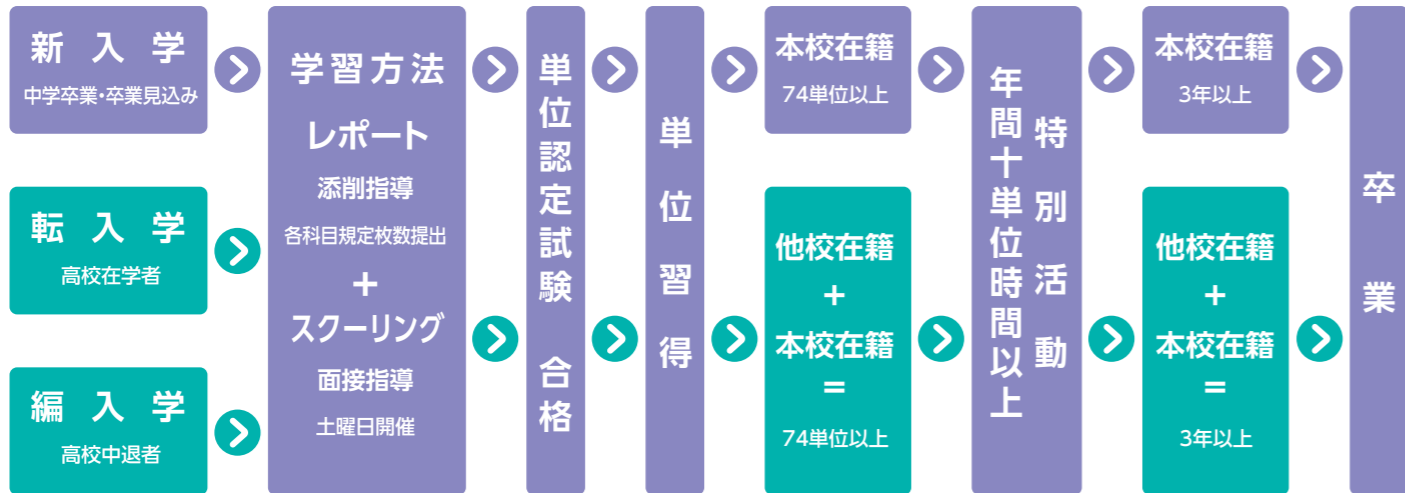 新入学
中学卒業・卒業見込み
転入学
高校在学者
編入学
高校中退者
学習方法
レポート
添削指導
各科目規定枚数提出
+
スクーリング
面接指導
土曜日開催
単位認定試験 合格
単位習得
本校在籍
74単位以上
他校在籍
+
本校在籍
=
74単位以上
特別活動
年間十単位時間以上
本校在籍
3年以上
他校在籍
+
本校在籍
=
3年以上
卒業